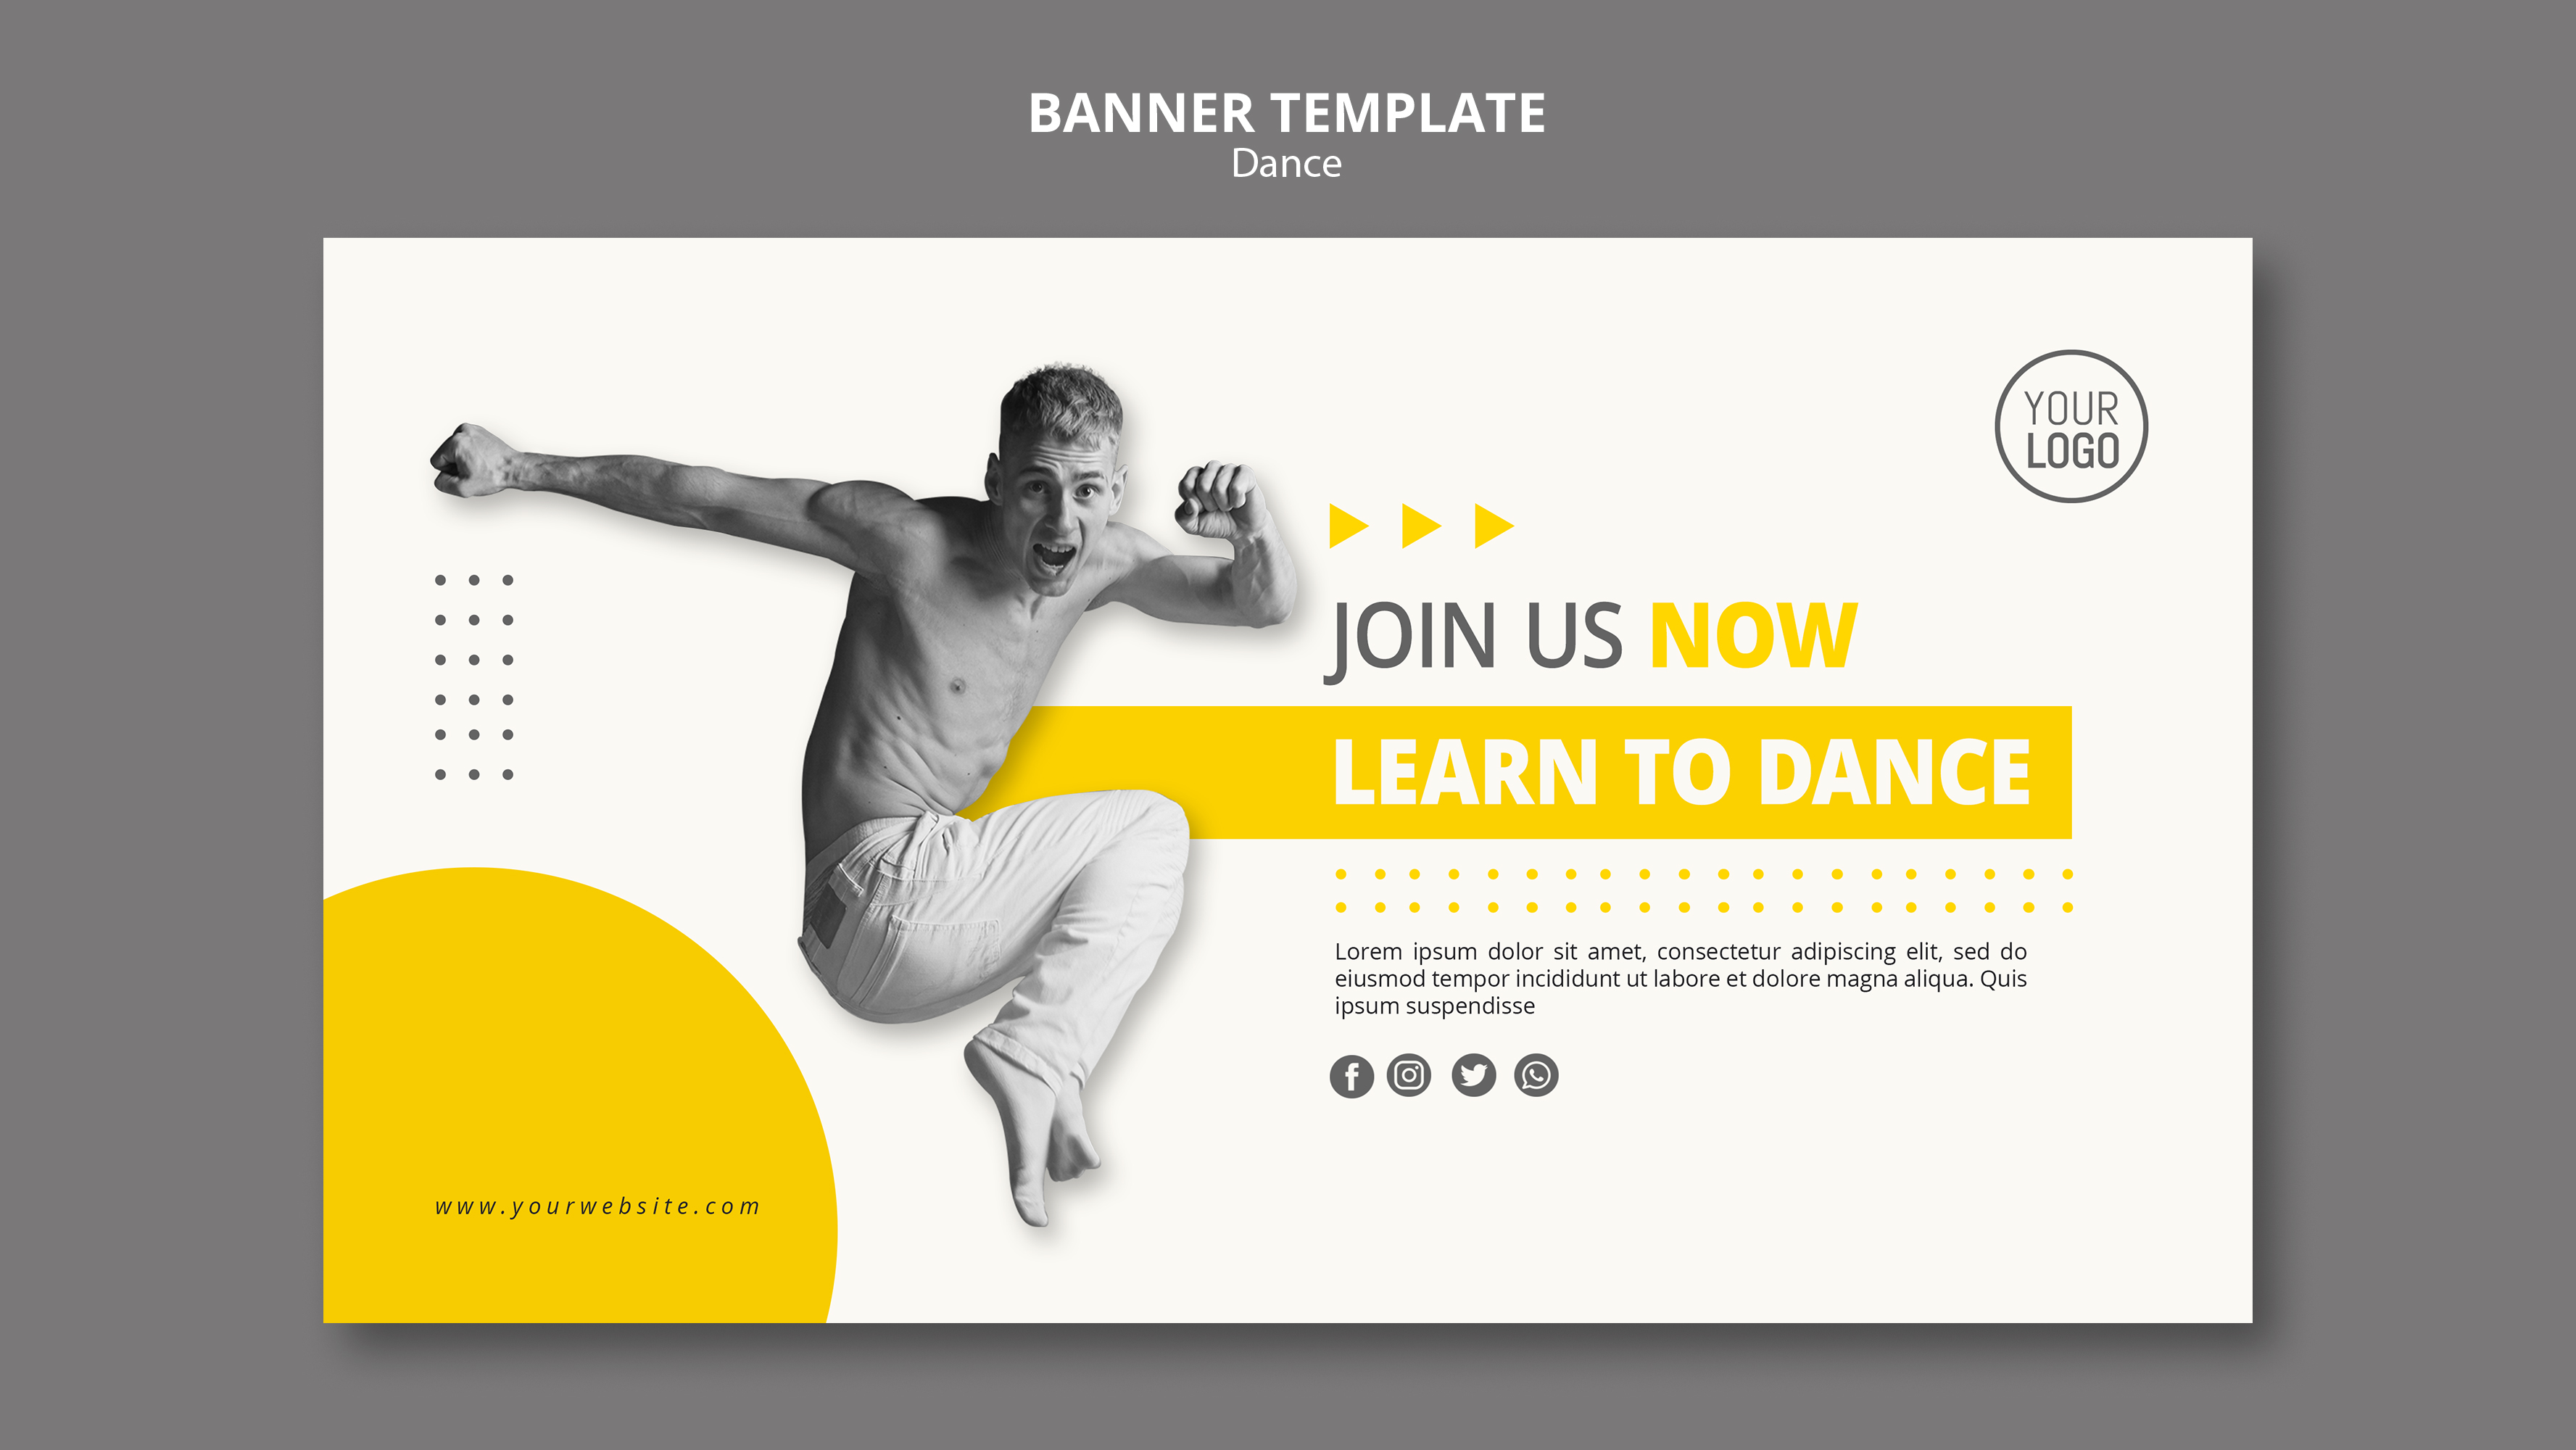 BANNER TEMPLATE
Dance
YOUR
LOGO
JOIN US NOW
LEARN TO DANCE
Lorem ipsum dolor sit amet, consectetur adipiscing elit, sed do
eiusmod tempor incididunt ut labore et dolore magna aliqua. Quis
ipsum suspendisse
www.yourwebsite.com